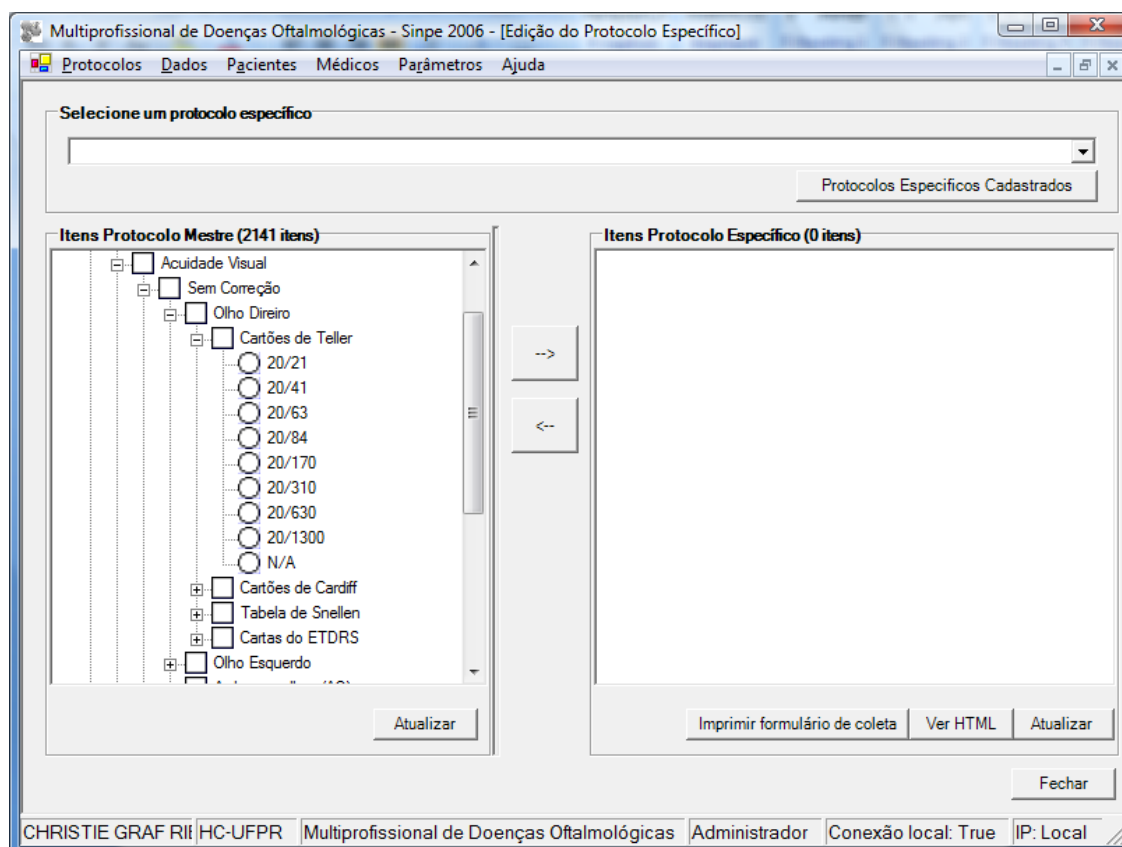 Multiprofissional de Doenças Oftalmológicas - Sinpe 2006 - [Edição do Protocolo Específico]
Protocolos Dados Pacientes Médicos Parâmetros Ajuda
Selecione um protocolo específico
Protocolos Especificos Cadastrados
Itens Protocolo Mestre (2141 itens)
Itens Protocolo Específico (0 itens)
Acuidade Visual
Sem Correção
Olho Direiro
Cartões de Teller
20/21
20/41
20/63
20/84
20/170
20/310
20/630
20/1300
N/A
Cartões de Cardiff
Tabela de Snellen
Cartas do ETDRS
Olho Esquerdo
-->
<--
Atualizar
Imprimir formulário de coleta Ver HTML Atualizar
Fechar
CHRISTIE GRAF RI HC-UFPR Multiprofissional de Doenças Oftalmológicas Administrador Conexão local: True IP: Local